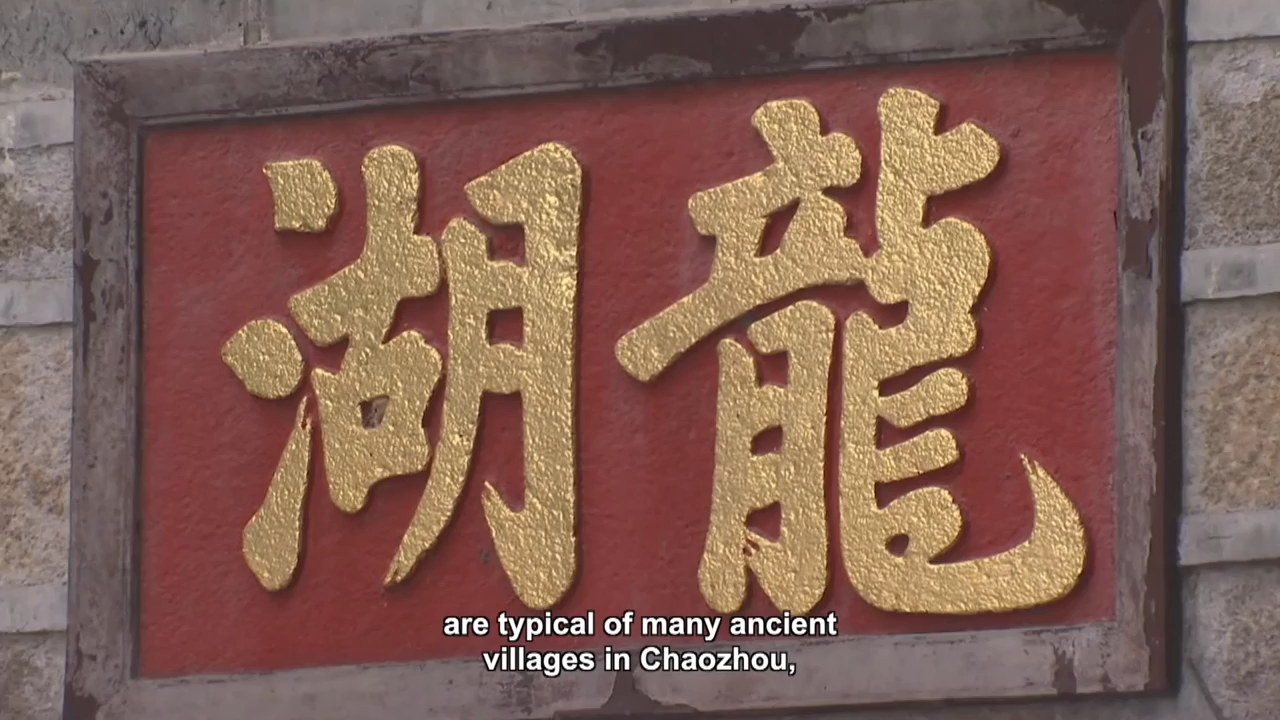 龍湖
are typical of many ancient
villages in Chaozhou,